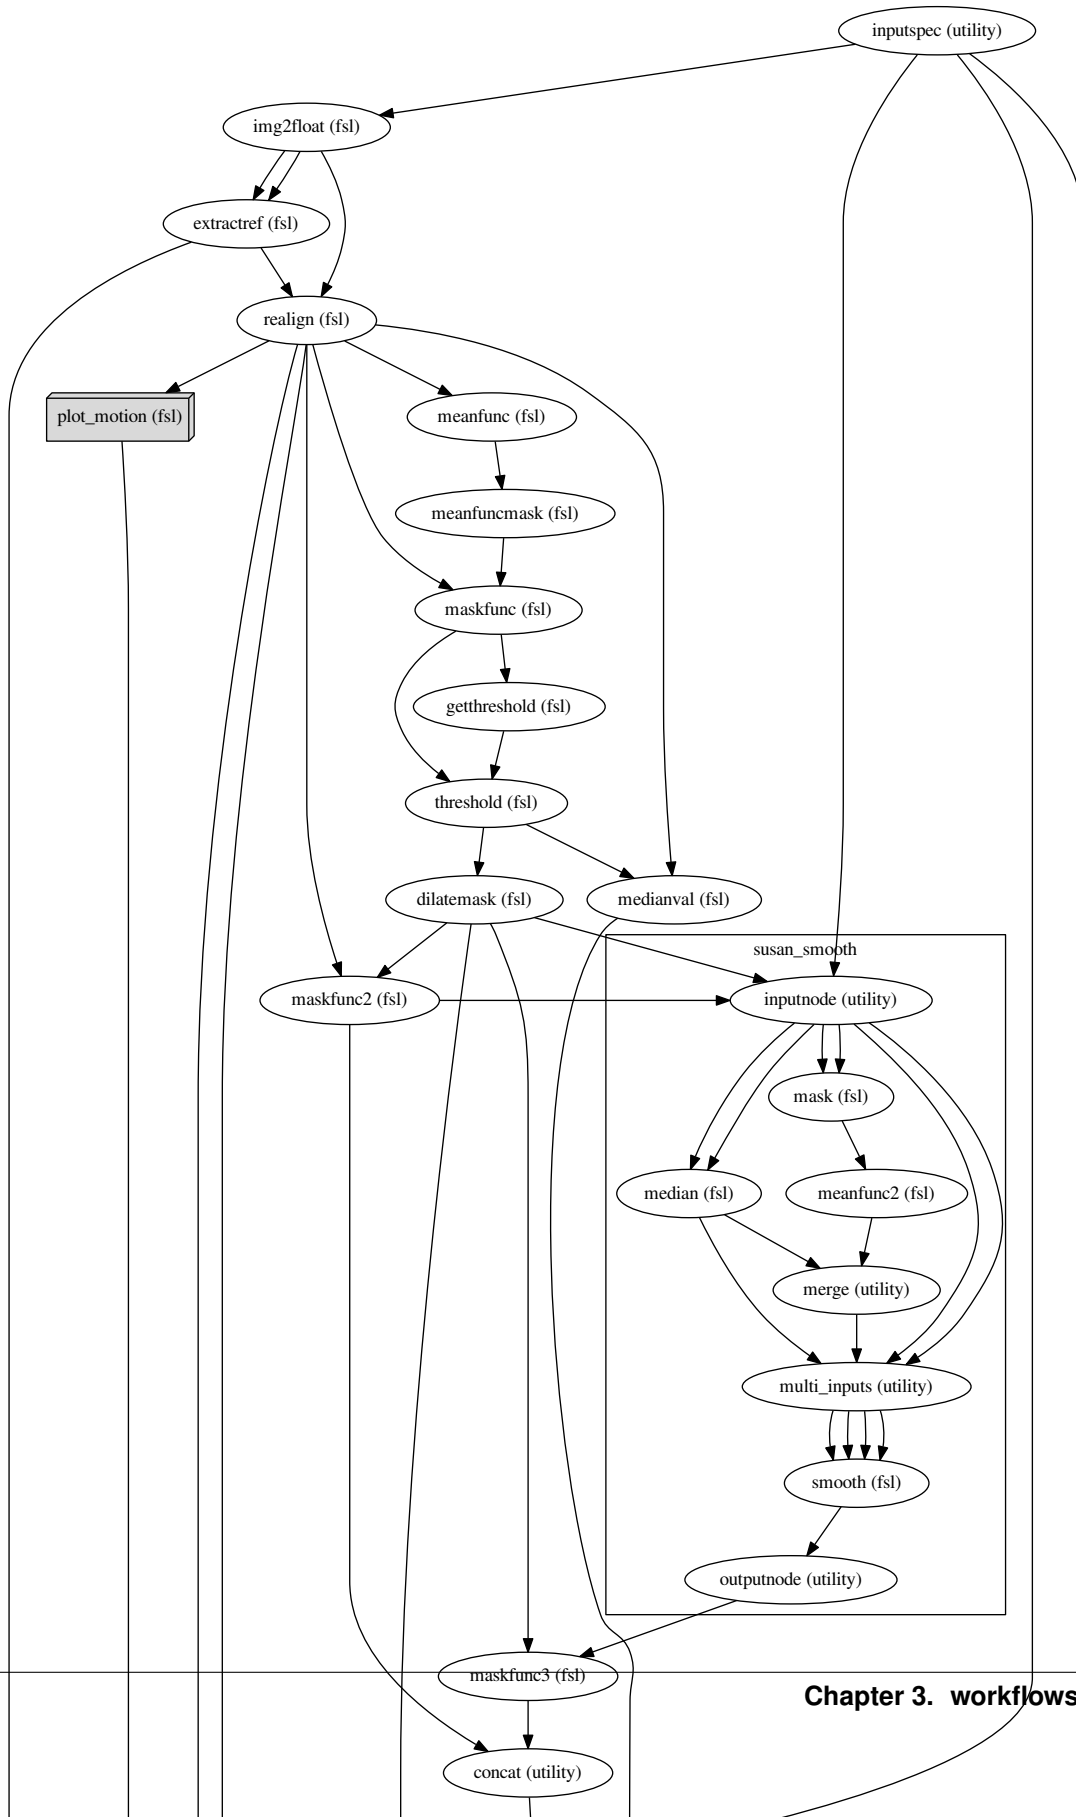 inputspec (utility)
img2float (fsl)
extractref (fsl)
realign (fsl)
plot_motion (fsl)
meanfunc (fsl)
meanfuncmask (fsl)
maskfunc (fsl)
getthreshold (fsl)
threshold (fsl)
dilatemask (fsl)
medianval (fsl)
susan_smooth
maskfunc2 (fsl)
inputnode (utility)
mask (fsl)
median (fsl)
meanfunc2 (fsl)
merge (utility)
multi_inputs (utility)
smooth (fsl)
outputnode (utility)
maskfunc3 (fsl)
Chapter 3. workflows
concat (utility)